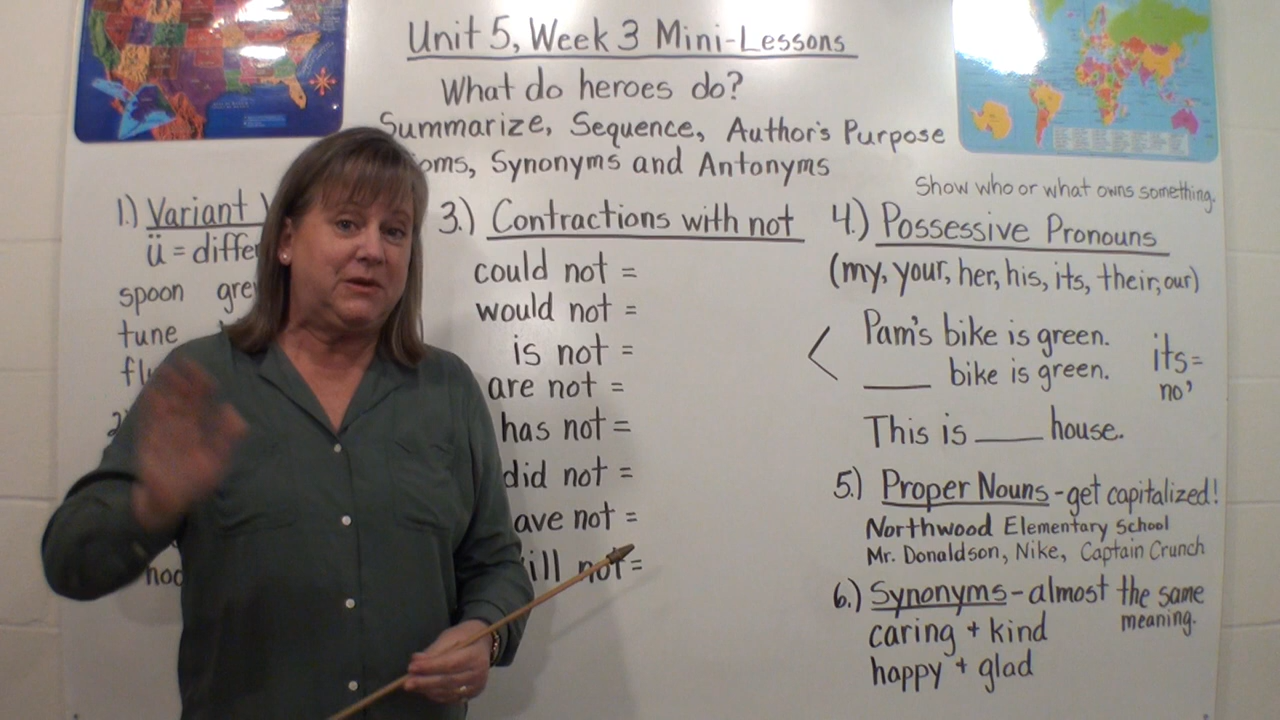 Unit 5, Week 3 Mini-Lessons
What do heroes do?
Summarize, Sequence, Author's Purpose
Synonyms and Antonyms
1.) Variant
ü =
spoon
tune
3.) Contractions with not
could not =
would not =
is not =
are not =
has not =
did not =
not =
not =
Show who or what owns something.
4.) Possessive Pronouns
(my, your, her, his, its, their, our)
< Pam's bike is green.
____ bike is green.
its =
no '
This is ____ house.
5.) Proper Nouns - get capitalized!
Northwood Elementary School
Mr. Donaldson, Nike, Captain Crunch
6.) Synonyms - almost the same
meaning.
caring + kind
happy + glad